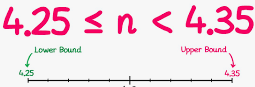 4.25 ≤ n < 4.35
Lower Bound
Upper Bound
4.25
4.35